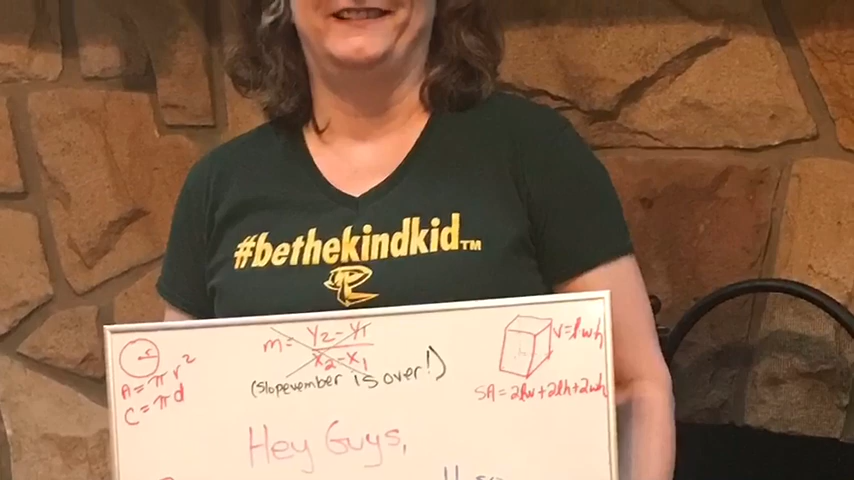 #bethekindkid™
m = y2-y1
x2-x1
(Slopevember is over!)
r
A = πr²
C = πd
V = lwh
SA = 2lw + 2lh + 2wh
Hey Guys,